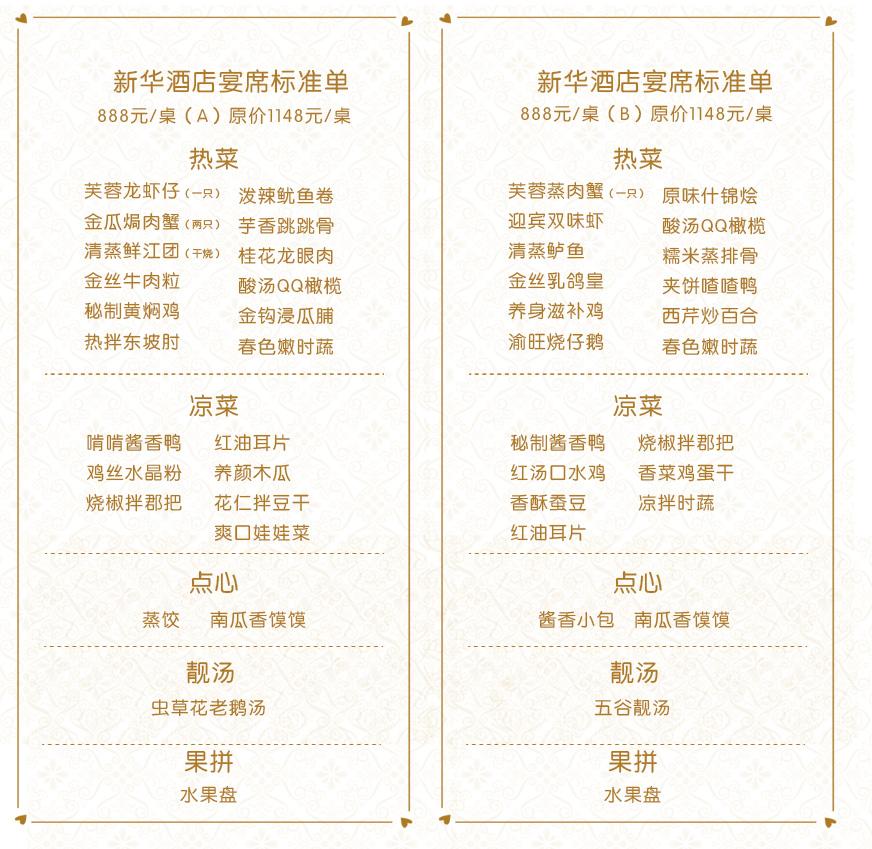 新华酒店宴席标准单
888元/桌（A）原价1148元/桌
热菜
芙蓉龙虾仔（一只）
金瓜焗肉蟹（两只）
清蒸鲜江团（干烧）
金丝牛肉粒
秘制黄焖鸡
热拌东坡肘
泼辣鱿鱼卷
芋香跳跳骨
桂花龙眼肉
酸汤QQ橄榄
金钩浸瓜脯
春色嫩时蔬
凉菜
啃啃酱香鸭
鸡丝水晶粉
烧椒拌郡把
红油耳片
养颜木瓜
花仁拌豆干
爽口娃娃菜
点心
蒸饺 南瓜香馍馍
靓汤
虫草花老鹅汤
果拼
水果盘
新华酒店宴席标准单
888元/桌（B）原价1148元/桌
热菜
芙蓉蒸肉蟹（一只）
迎宾双味虾
清蒸鲈鱼
金丝乳鸽皇
养身滋补鸡
渝旺烧仔鹅
原味什锦烩
酸汤QQ橄榄
糯米蒸排骨
夹饼喳喳鸭
西芹炒百合
春色嫩时蔬
凉菜
秘制酱香鸭
红汤口水鸡
香酥蚕豆
红油耳片
烧椒拌郡把
香菜鸡蛋干
凉拌时蔬
点心
酱香小包 南瓜香馍馍
靓汤
五谷靓汤
果拼
水果盘